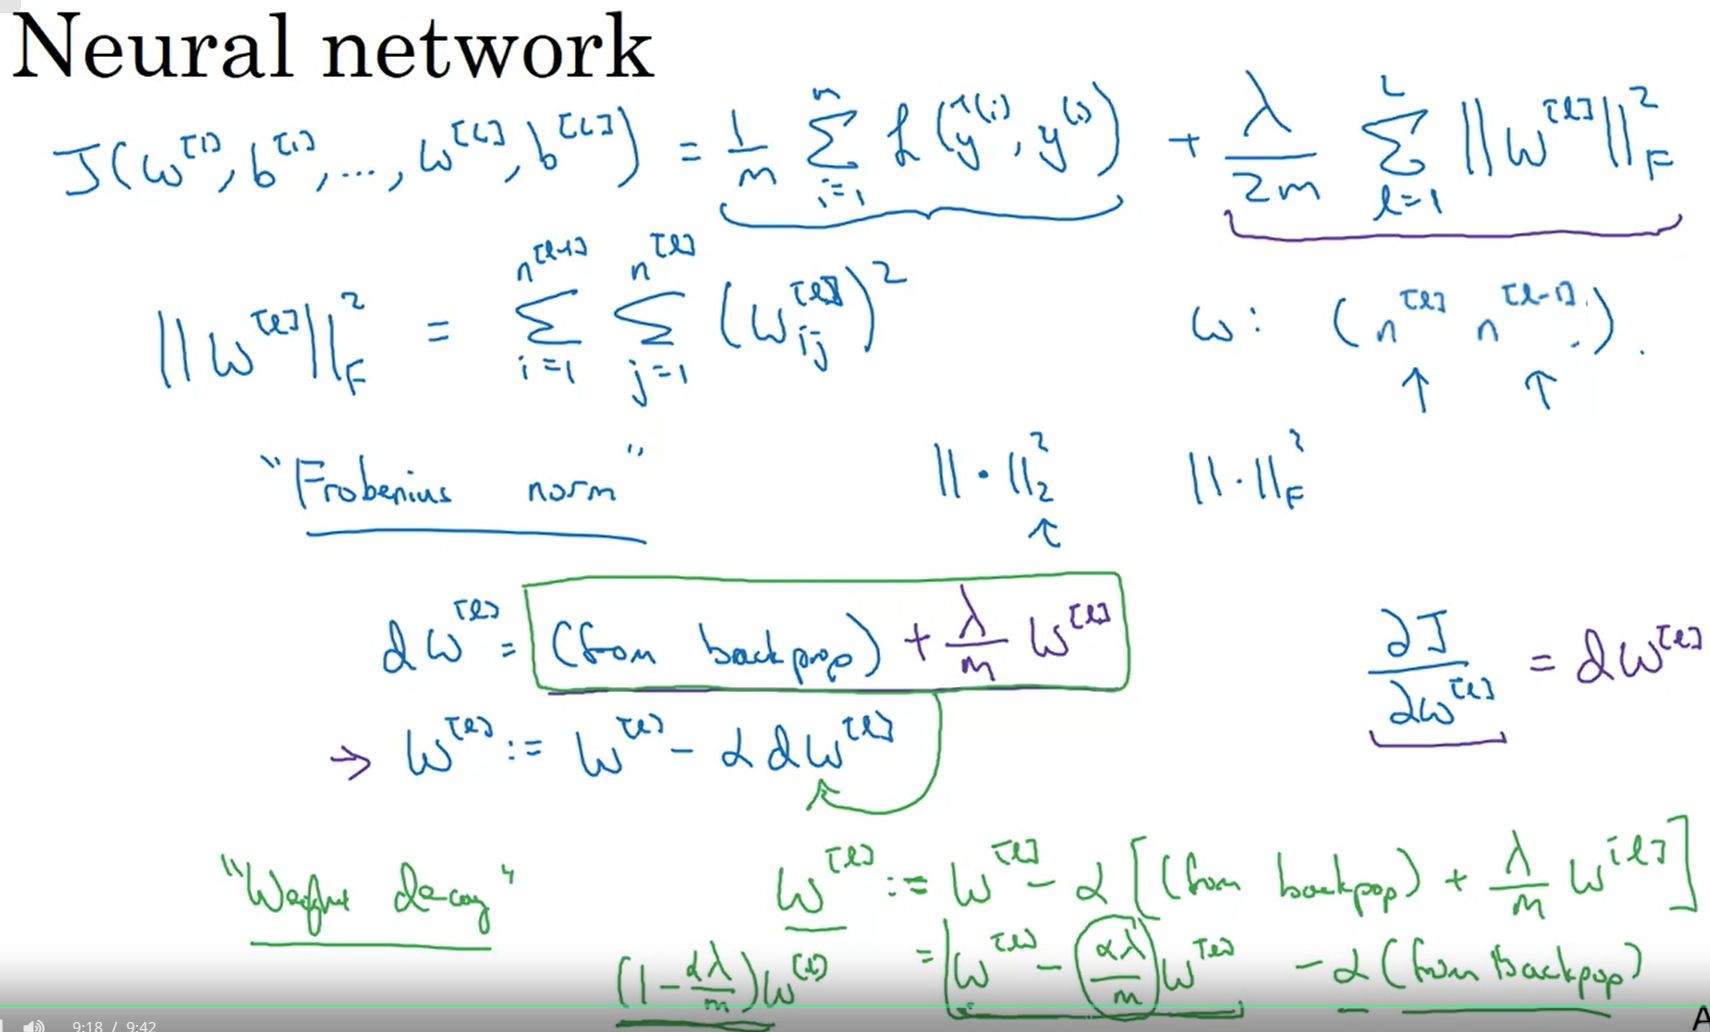 Neural network
J(w^[1], b^[1], ..., w^[L], b^[L]) = 1/m Σ_{i=1}^{m} L(ŷ^(i), y^(i)) + λ/2m Σ_{l=1}^{L} ||w^[l]||_F^2
||w^[l]||_F^2 = Σ_{i=1}^{n^[l-1]} Σ_{j=1}^{n^[l]} (w_ij^[l])^2 w: (n^[l] n^[l-1]).
"Frobenius norm" ||·||_2^2 ||·||_F^2
↑ 
dw^[l] = (from backprop) + λ/m w^[l] ∂J/∂w^[l] = dw^[l]
→ w^[l] := w^[l] - α dw^[l]
"Weight decay" w^[l] := w^[l] - α [(from backpop) + λ/m w^[l]]
(1 - αλ/m) w^[l] = w^[l] - αλ/m w^[l] - α (from backpop)
9:18 / 9:42
A